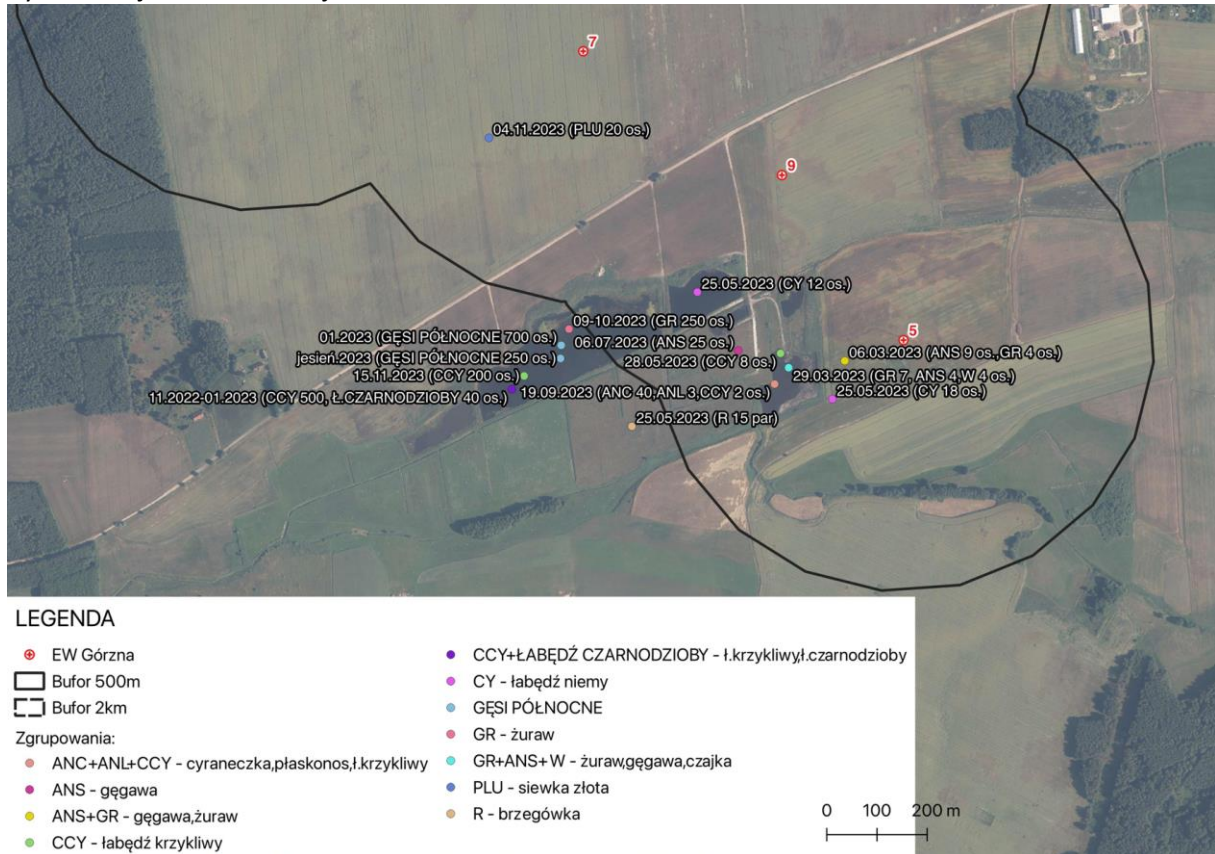 7
04.11.2023 (PLU 20 os.)
9
25.05.2023 (CY 12 os.)
09-10.2023 (GR 250 os.)
01.2023 (GĘSI PÓŁNOCNE 700 os.)
06.07.2023 (ANS 25 os.)
5
jesień.2023 (GĘSI PÓŁNOCNE 250 os.)
28.05.2023 (CCY 8 os.)
06.03.2023 (ANS 9 os.,GR 4 os.)
15.11.2023 (CCY 200 os.)
29.03.2023 (GR 7, ANS 4,W 4 os.)
11.2022-01.2023 (CCY 500, Ł.CZARNODZIOBY 40 os.)
19.09.2023 (ANC 40,ANL 3,CCY 2 os.)
25.05.2023 (CY 18 os.)
25.05.2023 (R 15 par)
LEGENDA
EW Górzna
Bufor 500m
Bufor 2km
Zgrupowania:
ANC+ANL+CCY - cyraneczka,płaskonos,ł.krzykliwy
ANS - gęgawa
ANS+GR - gęgawa,żuraw
CCY - łabędź krzykliwy
CCY+ŁABĘDŹ CZARNODZIOBY - ł.krzykliwy,ł.czarnodzioby
CY - łabędź niemy
GĘSI PÓŁNOCNE
GR - żuraw
GR+ANS+W - żuraw,gęgawa,czajka
PLU - siewka złota
R - brzegówka
0 100 200 m